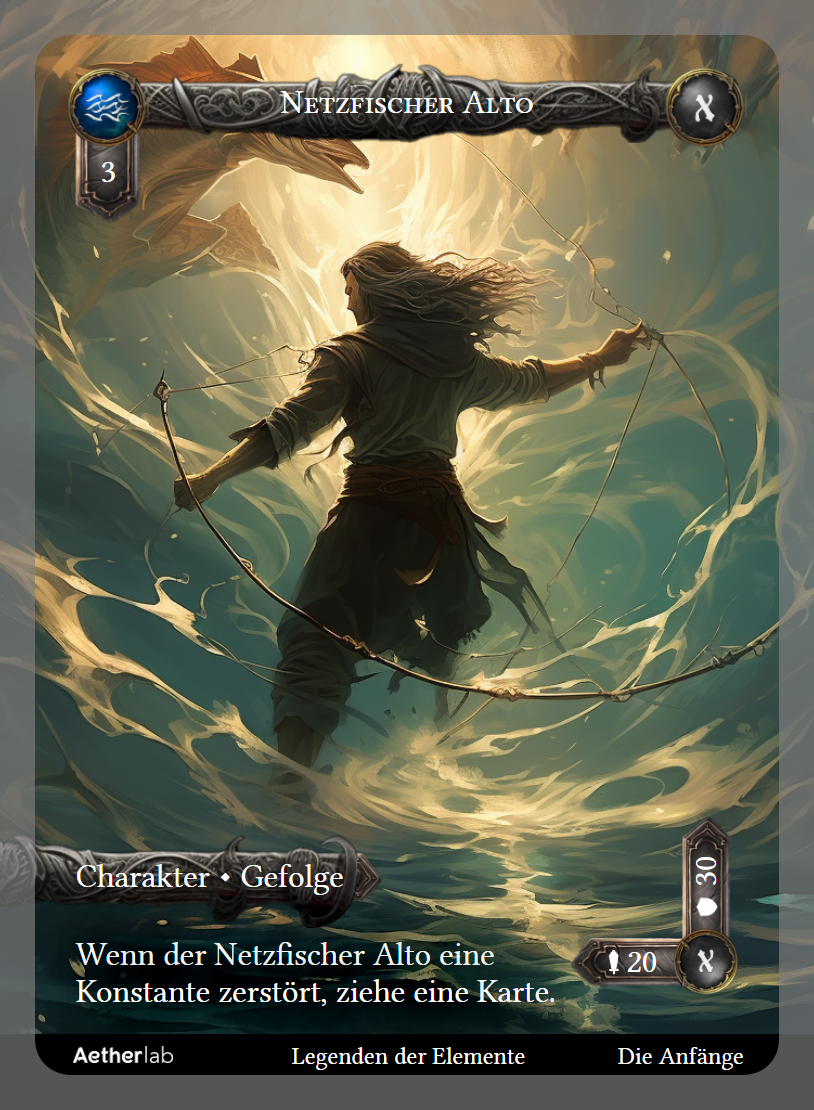 Netzfischer Alto
3
Charakter • Gefolge
30
Wenn der Netzfischer Alto eine
Konstante zerstört, ziehe eine Karte.
20
Aetherlab Legenden der Elemente Die Anfänge